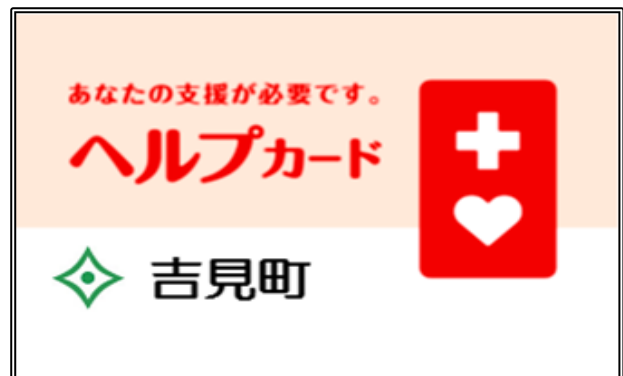 あなたの支援が必要です。
ヘルプカード
吉見町